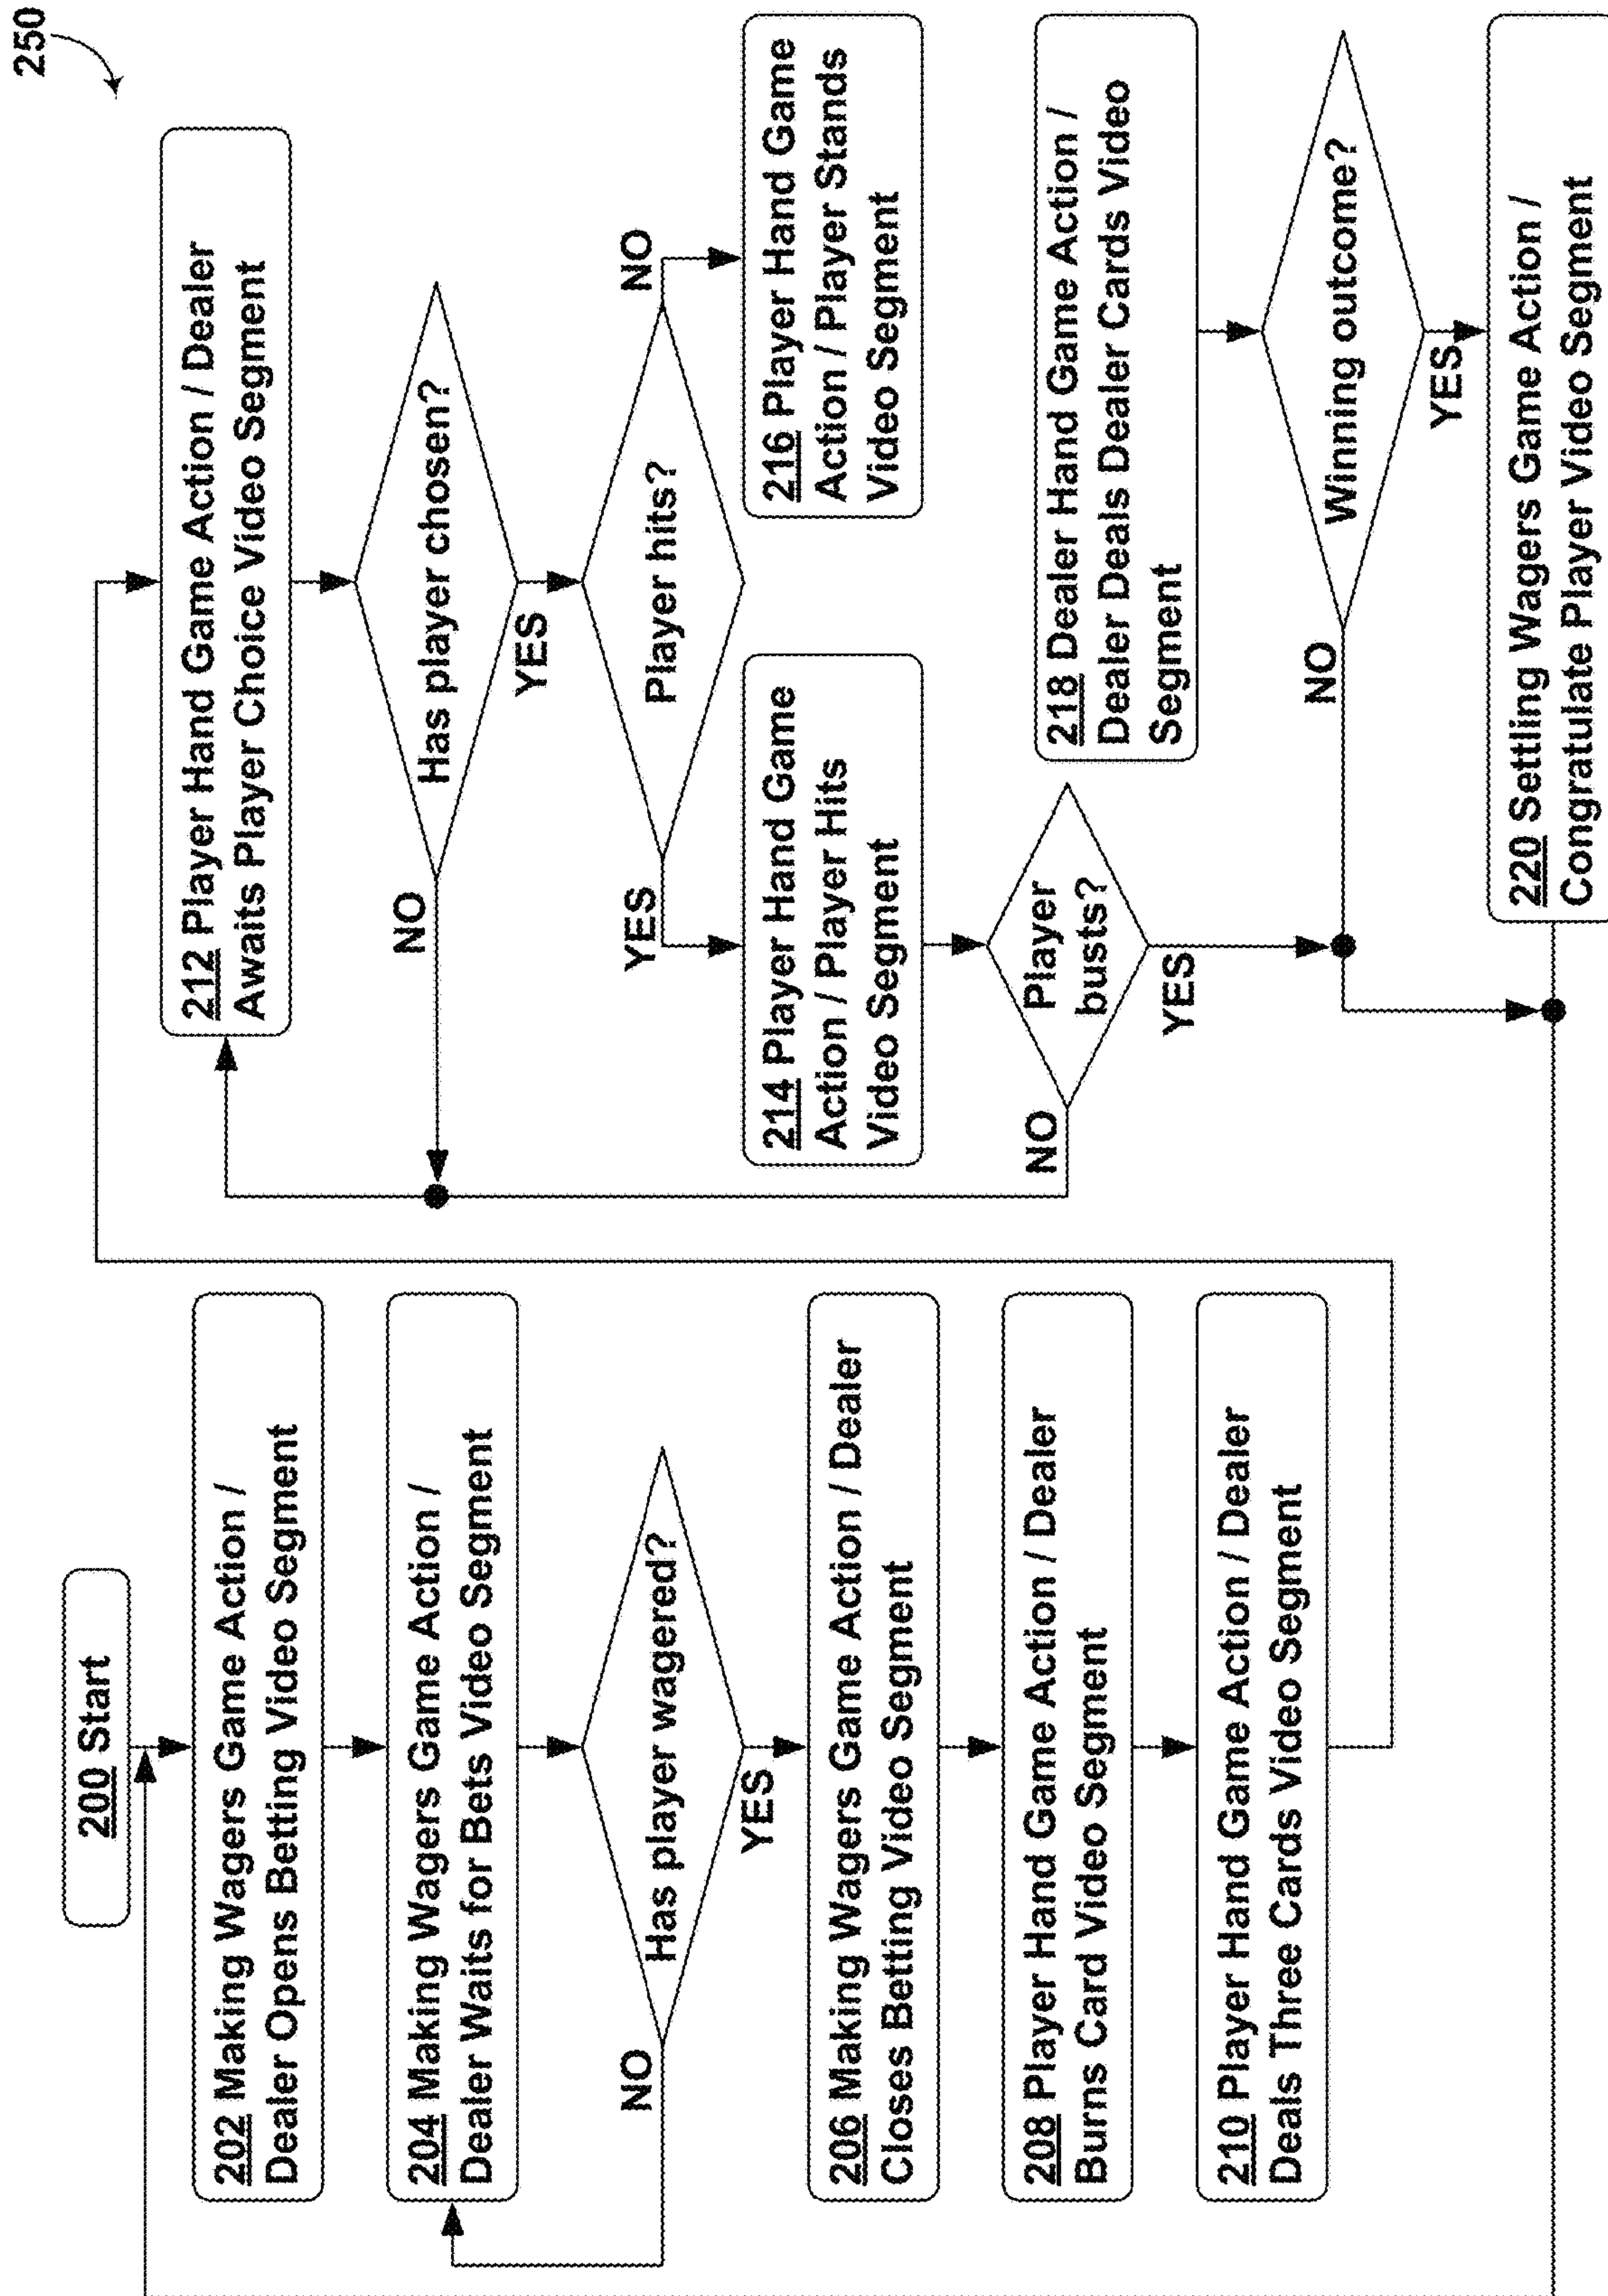 250
200 Start
202 Making Wagers Game Action /
Dealer Opens Betting Video Segment
204 Making Wagers Game Action /
Dealer Waits for Bets Video Segment
Has player wagered?
NO
YES
206 Making Wagers Game Action / Dealer
Closes Betting Video Segment
208 Player Hand Game Action / Dealer
Burns Card Video Segment
210 Player Hand Game Action / Dealer
Deals Three Cards Video Segment
212 Player Hand Game Action / Dealer
Awaits Player Choice Video Segment
Has player chosen?
NO
YES
Player hits?
YES
NO
214 Player Hand Game
Action / Player Hits
Video Segment
216 Player Hand Game
Action / Player Stands
Video Segment
Player
busts?
NO
YES
218 Dealer Hand Game Action /
Dealer Deals Dealer Cards Video
Segment
Winning outcome?
NO
YES
220 Settling Wagers Game Action /
Congratulate Player Video Segment